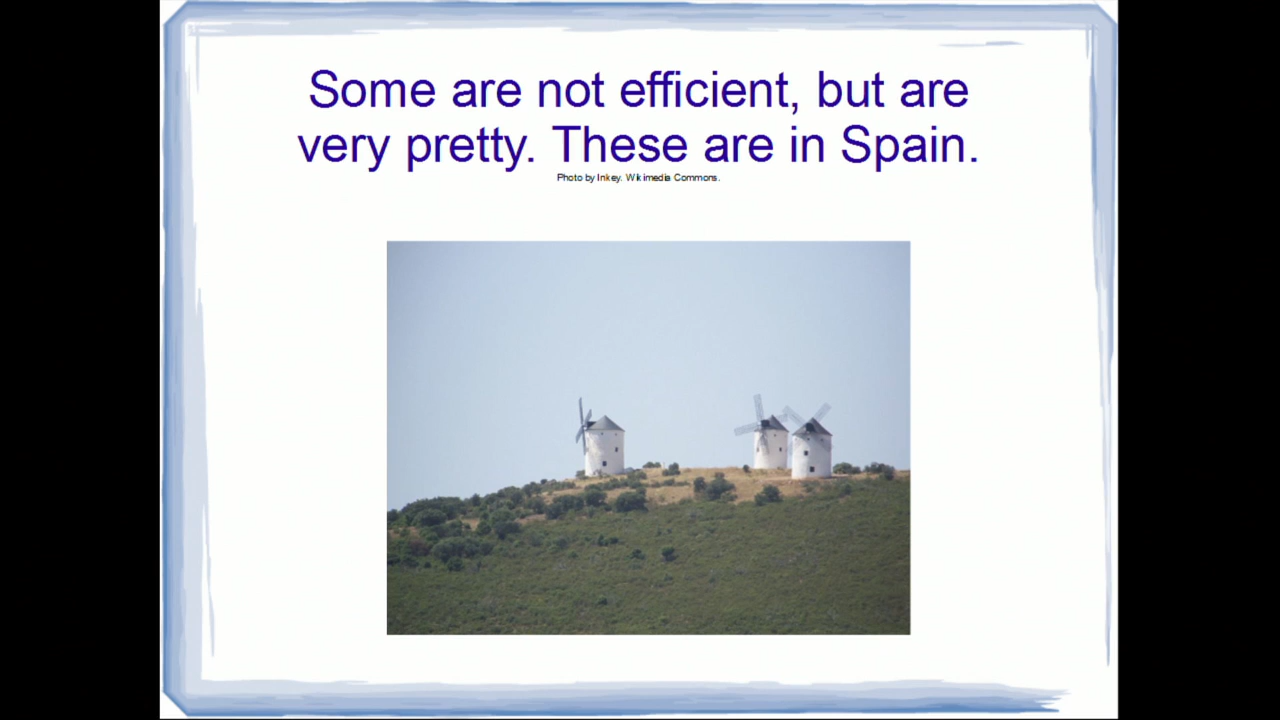 Some are not efficient, but are
very pretty. These are in Spain.
Photo by Inkey. Wikimedia Commons.